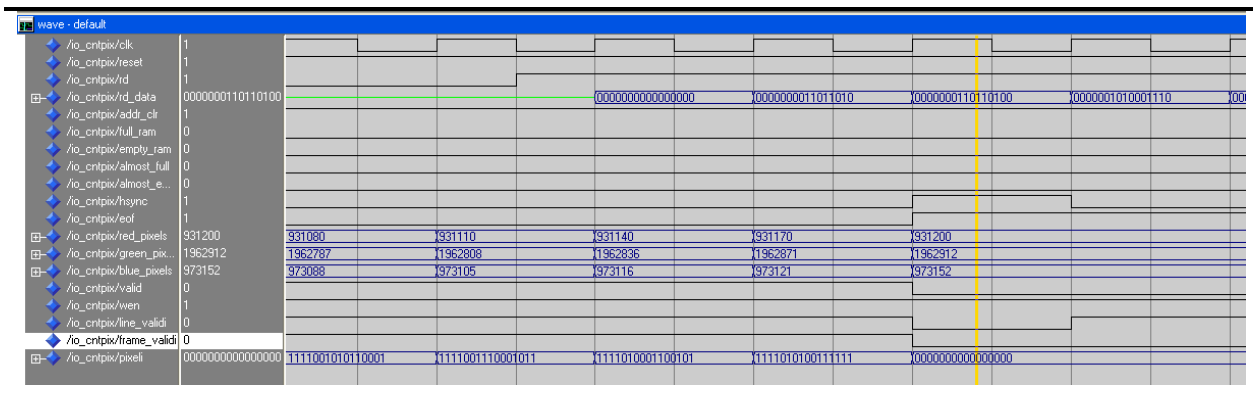 wave - default
/io_cntpix/clk 1
/io_cntpix/reset 1
/io_cntpix/rd 1
/io_cntpix/rd_data 0000000110110100 0000000000000000 0000000011011010 0000000110110100 0000001010001110 000
/io_cntpix/addr_clr 1
/io_cntpix/full_ram 0
/io_cntpix/empty_ram 0
/io_cntpix/almost_full 0
/io_cntpix/almost_e... 0
/io_cntpix/hsync 1
/io_cntpix/eof 1
/io_cntpix/red_pixels 931200 931080 931110 931140 931170 931200
/io_cntpix/green_pix... 1962912 1962787 1962808 1962836 1962871 1962912
/io_cntpix/blue_pixels 973152 973088 973105 973116 973121 973152
/io_cntpix/valid 0
/io_cntpix/wen 1
/io_cntpix/line_validi 0
/io_cntpix/frame_validi 0
/io_cntpix/pixeli 0000000000000000 1111001010110001 1111001110001011 1111010001100101 1111010100111111 0000000000000000